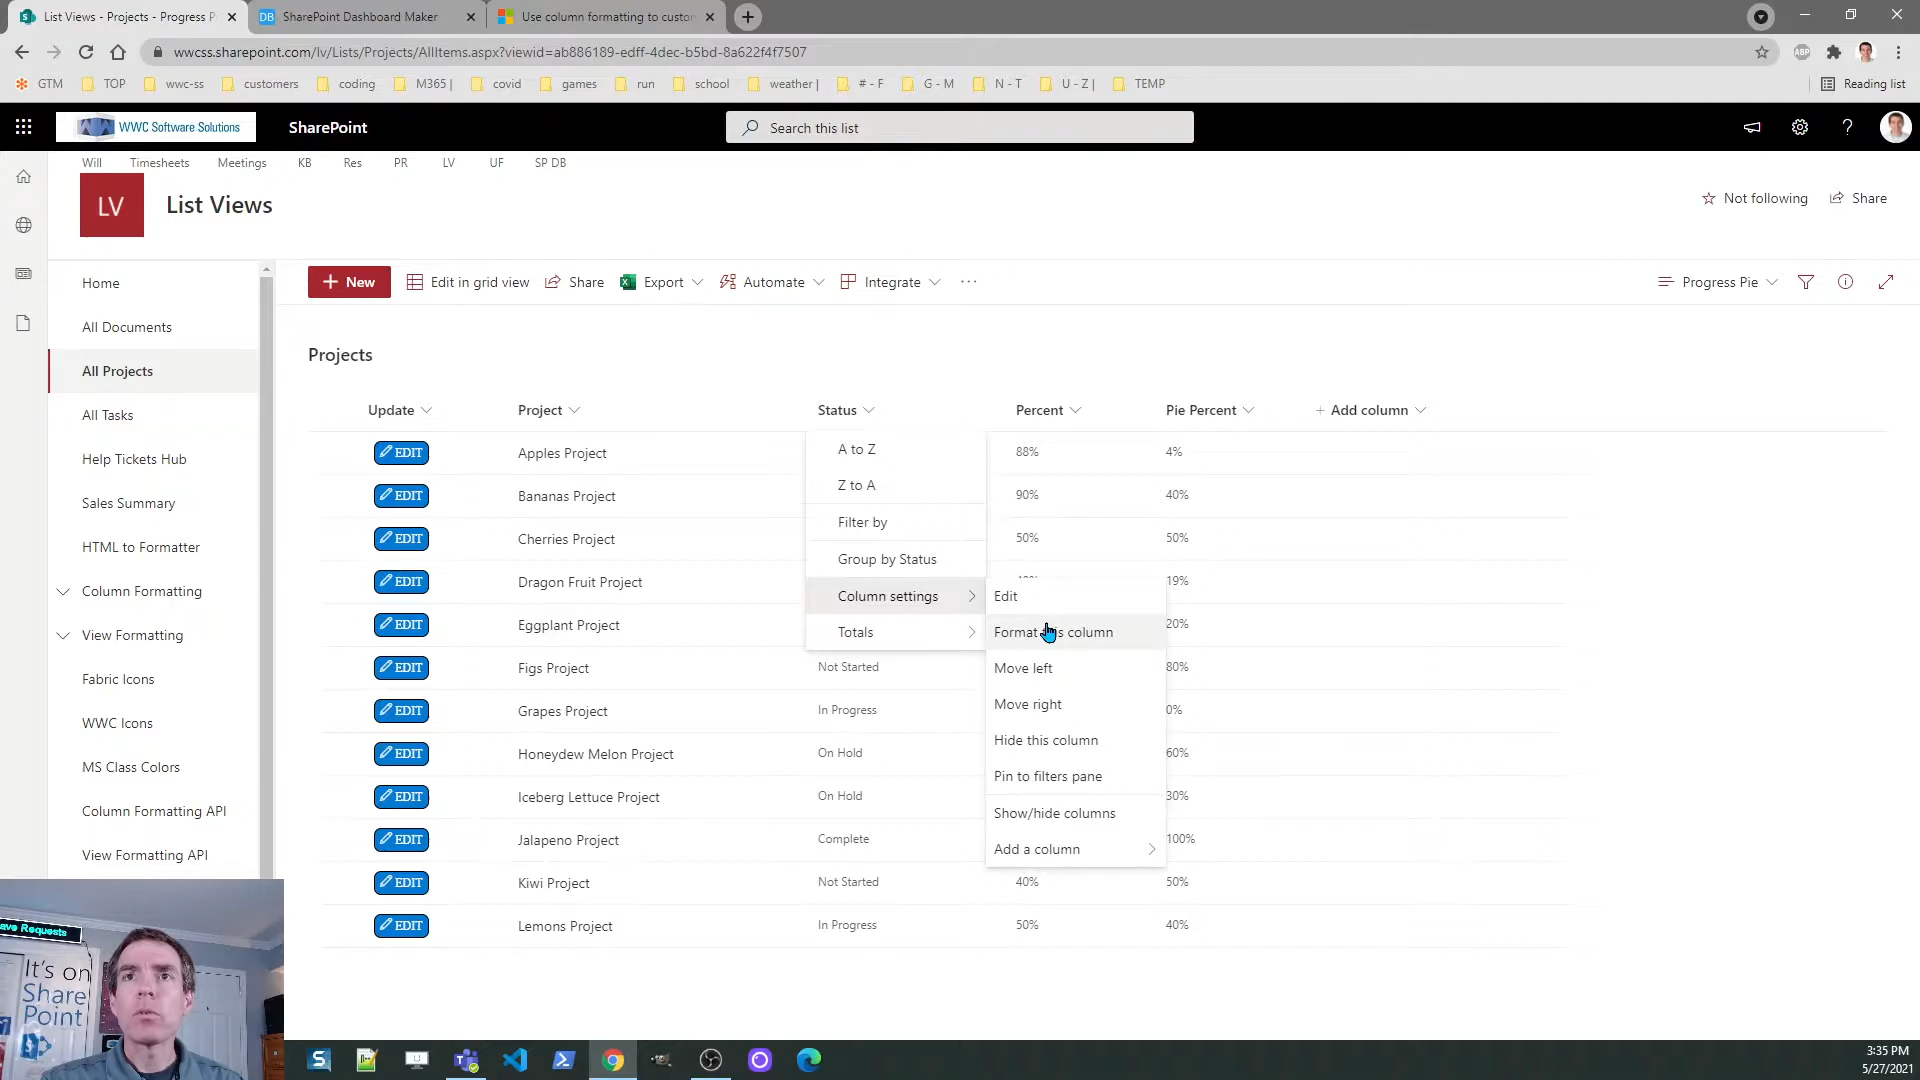 List Views - Projects - Progress P
SharePoint Dashboard Maker
Use column formatting to custor
wwcss.sharepoint.com/lv/Lists/Projects/AllItems.aspx?viewid=ab886189-edff-4dec-b5bd-8a622f4f7507
GTM TOP wwc-ss customers coding M365 | covid games run school weather | # - F G - M N - T U - Z | TEMP Reading list
WWC Software Solutions SharePoint Search this list
Will Timesheets Meetings KB Res PR LV UF SP DB
LV List Views Not following Share
New Edit in grid view Share Export Automate Integrate ··· Progress Pie
Home
All Documents
All Projects
All Tasks
Help Tickets Hub
Sales Summary
HTML to Formatter
Column Formatting
View Formatting
Fabric Icons
WWC Icons
MS Class Colors
Column Formatting API
View Formatting API
Projects
Update Project Status Percent Pie Percent + Add column
EDIT Apples Project 88% 4%
EDIT Bananas Project 90% 40%
EDIT Cherries Project 50% 50%
EDIT Dragon Fruit Project 19%
EDIT Eggplant Project 20%
EDIT Figs Project Not Started 80%
EDIT Grapes Project In Progress 0%
EDIT Honeydew Melon Project On Hold 60%
EDIT Iceberg Lettuce Project On Hold 30%
EDIT Jalapeno Project Complete 100%
EDIT Kiwi Project Not Started 40% 50%
EDIT Lemons Project In Progress 50% 40%
A to Z
Z to A
Filter by
Group by Status
Column settings
Totals
Edit
Format this column
Move left
Move right
Hide this column
Pin to filters pane
Show/hide columns
Add a column
ave Requests
It's on
Share
Point
3:35 PM
5/27/2021